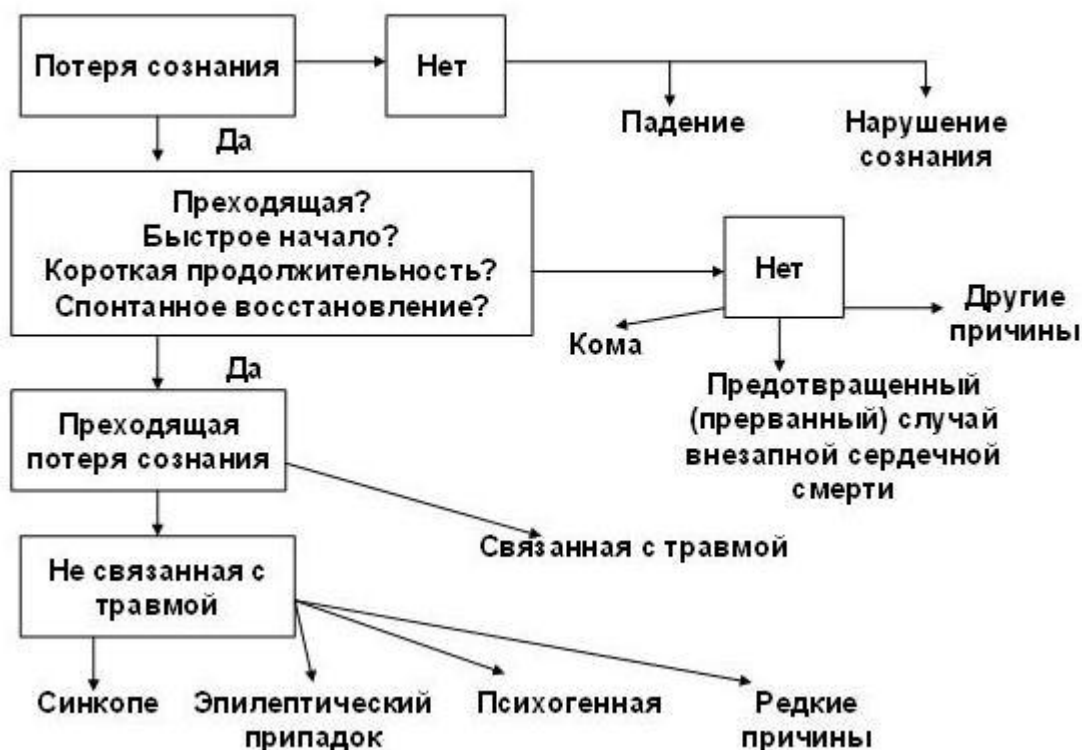 Потеря сознания
Нет
Падение
Нарушение
сознания
Да
Преходящая?
Быстрое начало?
Короткая продолжительность?
Спонтанное восстановление?
Нет
Другие
причины
Кома
Предотвращенный
(прерванный) случай
внезапной сердечной
смерти
Да
Преходящая
потеря сознания
Связанная с травмой
Не связанная с
травмой
Синкопе
Эпилептический
припадок
Психогенная
Редкие
причины